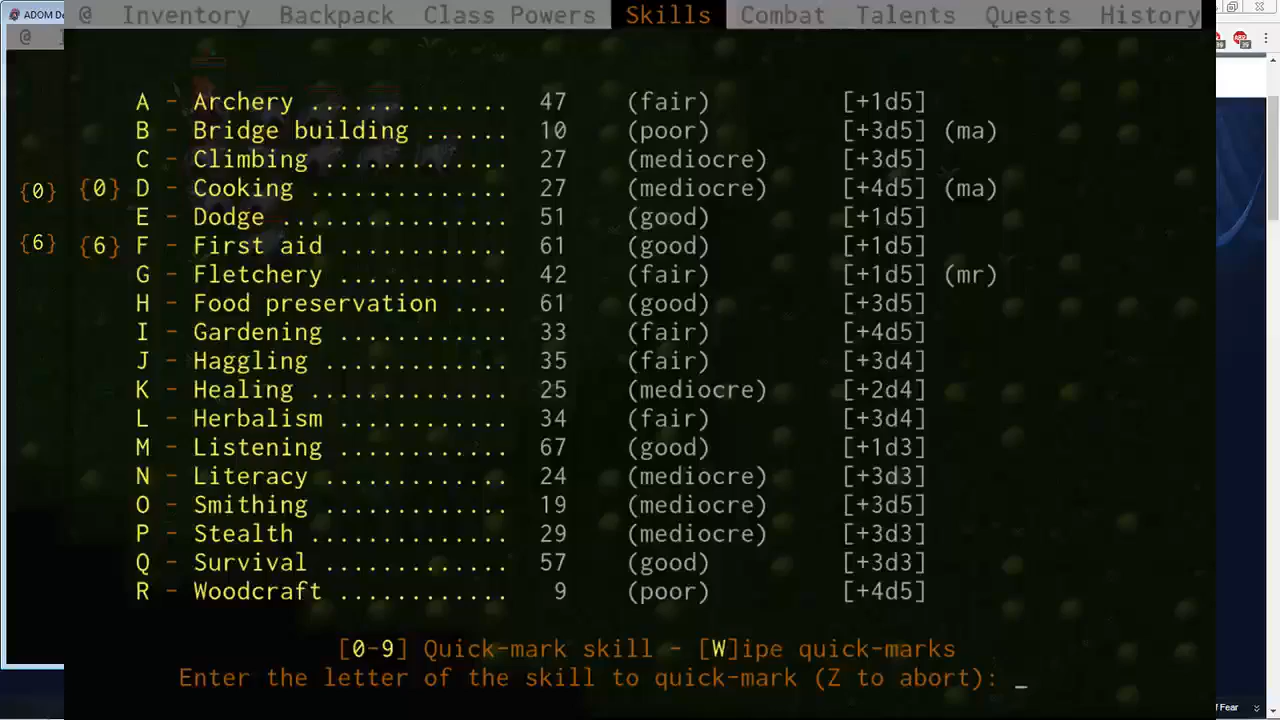 ADOM De
@ Inventory Backpack Class Powers Skills Combat Talents Quests History
@
A - Archery .............. 47 (fair) [+1d5]
B - Bridge building ...... 10 (poor) [+3d5] (ma)
C - Climbing ............. 27 (mediocre) [+3d5]
{0} {0} D - Cooking .............. 27 (mediocre) [+4d5] (ma)
E - Dodge ................ 51 (good) [+1d5]
{6} {6} F - First aid ............ 61 (good) [+1d5]
G - Fletchery ............ 42 (fair) [+1d5] (mr)
H - Food preservation .... 61 (good) [+3d5]
I - Gardening ............ 33 (fair) [+4d5]
J - Haggling ............. 35 (fair) [+3d4]
K - Healing .............. 25 (mediocre) [+2d4]
L - Herbalism ............ 34 (fair) [+3d4]
M - Listening ............ 67 (good) [+1d3]
N - Literacy ............. 24 (mediocre) [+3d3]
O - Smithing ............. 19 (mediocre) [+3d5]
P - Stealth .............. 29 (mediocre) [+3d3]
Q - Survival ............. 57 (good) [+3d3]
R - Woodcraft ............ 9 (poor) [+4d5]
[0-9] Quick-mark skill - [W]ipe quick-marks
Enter the letter of the skill to quick-mark (Z to abort): _
f Fear